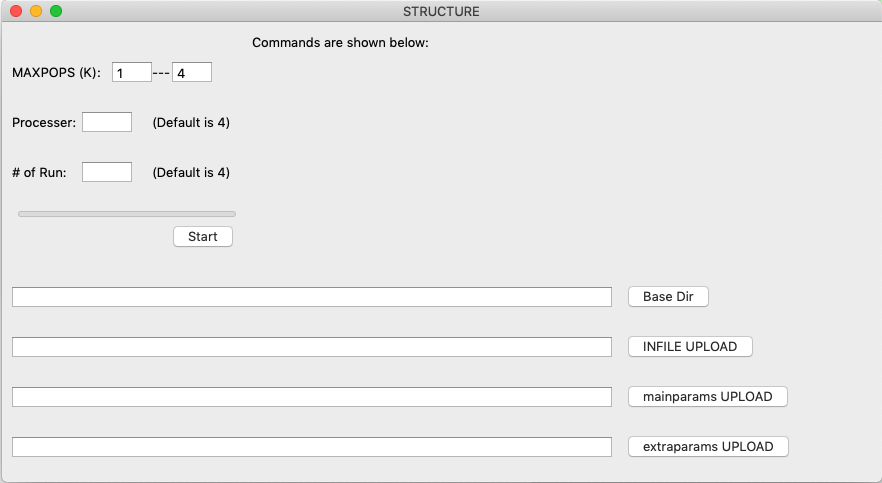 STRUCTURE
Commands are shown below:
MAXPOPS (K): 1 --- 4
Processer: (Default is 4)
# of Run: (Default is 4)
Start
Base Dir
INFILE UPLOAD
mainparams UPLOAD
extraparams UPLOAD